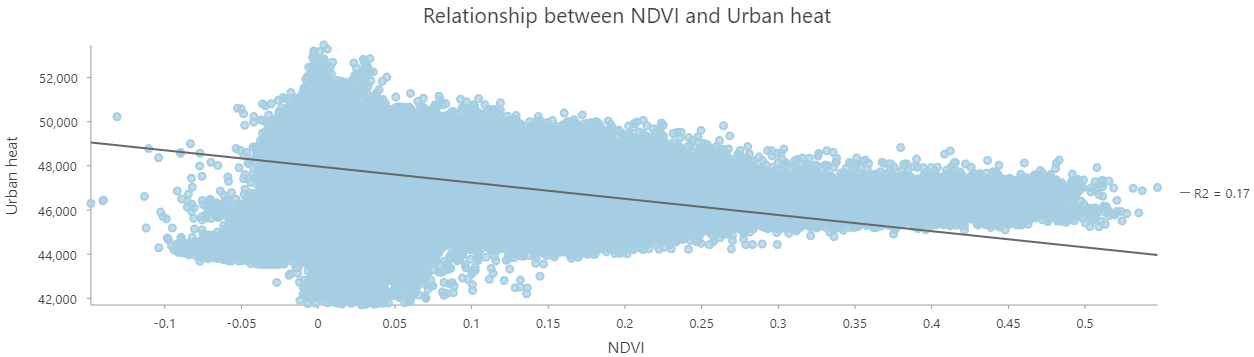 Relationship between NDVI and Urban heat
Urban heat
52,000
50,000
48,000
46,000
44,000
42,000
-0.1 -0.05 0 0.05 0.1 0.15 0.2 0.25 0.3 0.35 0.4 0.45 0.5
NDVI
R2 = 0.17